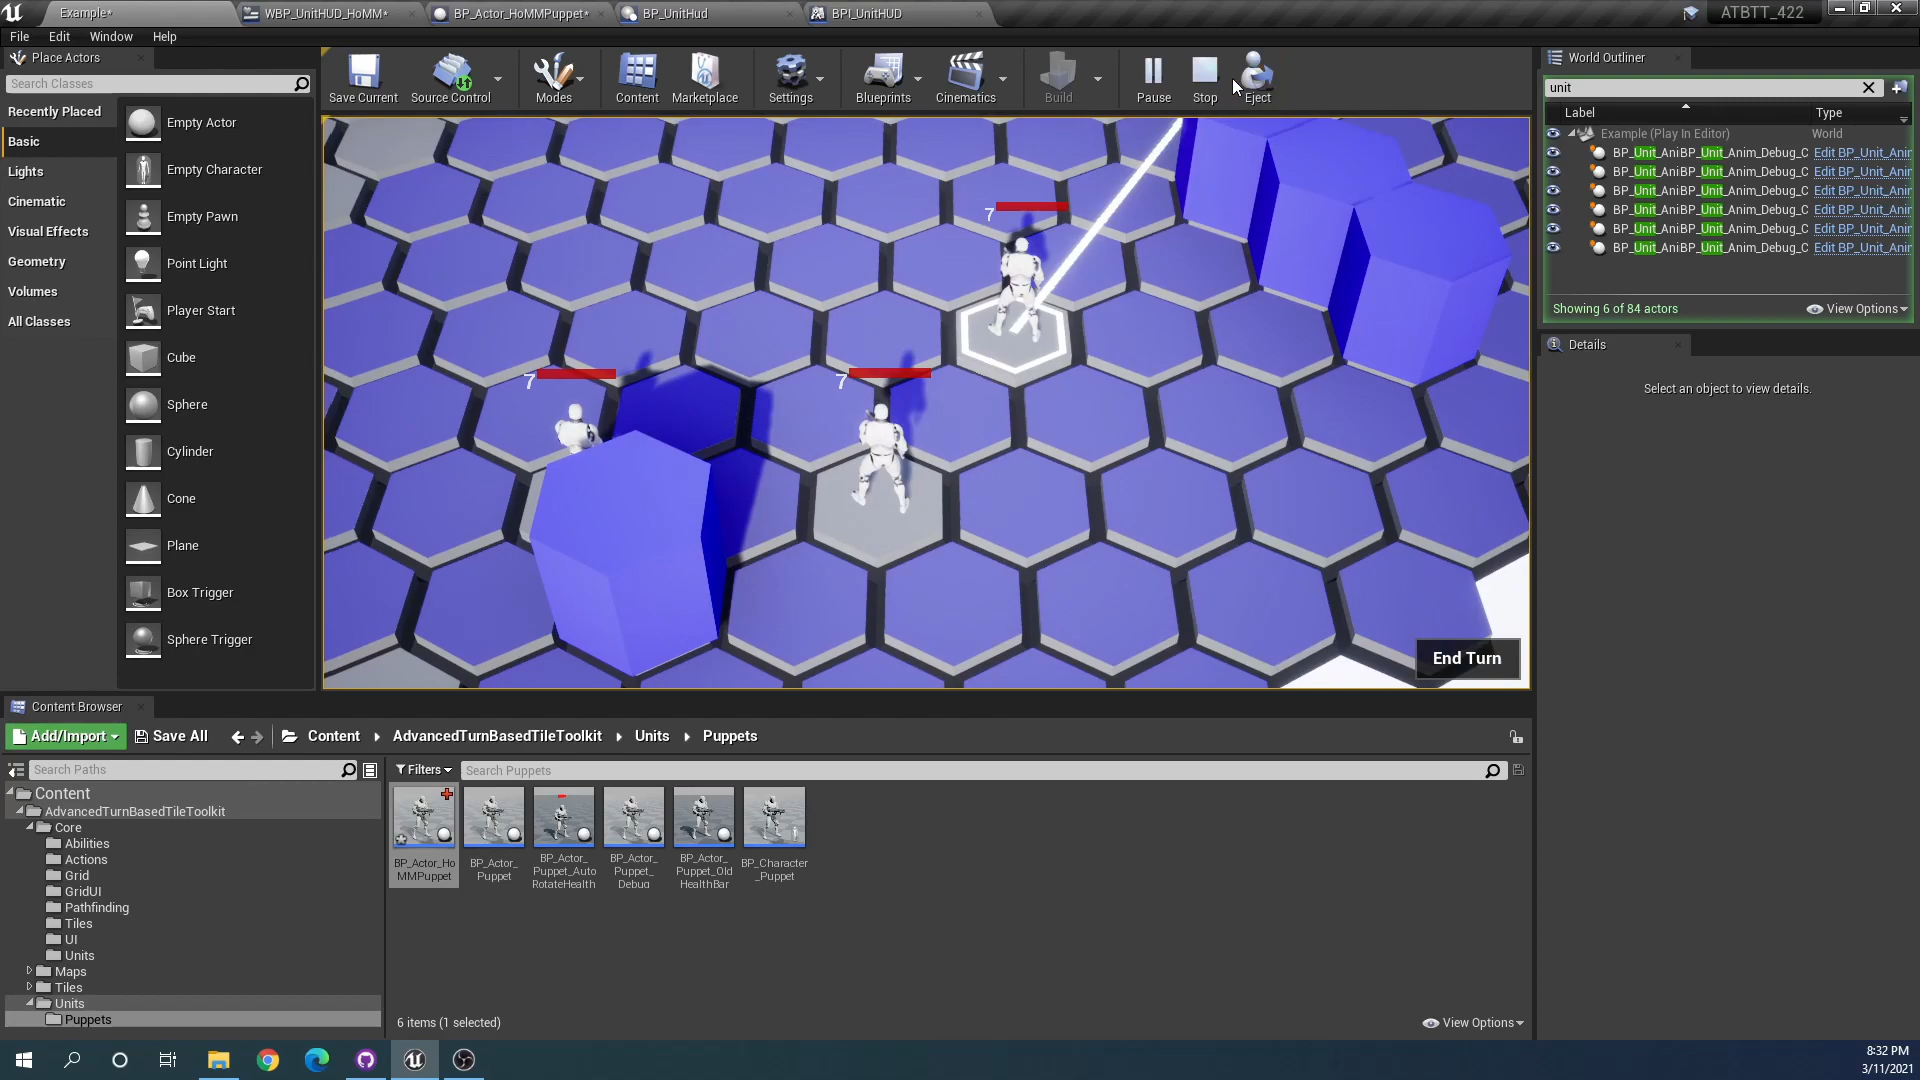 Example*
WBP_UnitHUD_HoMM*
BP_Actor_HoMMPuppet*
BP_UnitHud
BPI_UnitHUD
ATBTT_422
File
Edit
Window
Help
Place Actors
Search Classes
Recently Placed
Basic
Lights
Cinematic
Visual Effects
Geometry
Volumes
All Classes
Empty Actor
Empty Character
Empty Pawn
Point Light
Player Start
Cube
Sphere
Cylinder
Cone
Plane
Box Trigger
Sphere Trigger
Save Current
Source Control
Modes
Content
Marketplace
Settings
Blueprints
Cinematics
Build
Pause
Stop
Eject
7
7
7
End Turn
World Outliner
unit
Label
Type
Example (Play In Editor)
World
BP_Unit_AniBP_Unit_Anim_Debug_C
Edit BP_Unit_Anir
BP_Unit_AniBP_Unit_Anim_Debug_C
Edit BP_Unit_Anir
BP_Unit_AniBP_Unit_Anim_Debug_C
Edit BP_Unit_Anir
BP_Unit_AniBP_Unit_Anim_Debug_C
Edit BP_Unit_Anir
BP_Unit_AniBP_Unit_Anim_Debug_C
Edit BP_Unit_Anir
BP_Unit_AniBP_Unit_Anim_Debug_C
Edit BP_Unit_Anir
Showing 6 of 84 actors
View Options
Details
Select an object to view details.
Content Browser
Add/Import
Save All
Content
AdvancedTurnBasedTileToolkit
Units
Puppets
Search Paths
Filters
Search Puppets
Content
AdvancedTurnBasedTileToolkit
Core
Abilities
Actions
Grid
GridUI
Pathfinding
Tiles
UI
Units
Maps
Tiles
Units
Puppets
BP_Actor_Ho
MMPuppet
BP_Actor_
Puppet
BP_Actor_
Puppet_Auto
RotateHealth
BP_Actor_
Puppet_
Debug
BP_Actor_
Puppet_Old
HealthBar
BP_Character
_Puppet
6 items (1 selected)
View Options
8:32 PM
3/11/2021